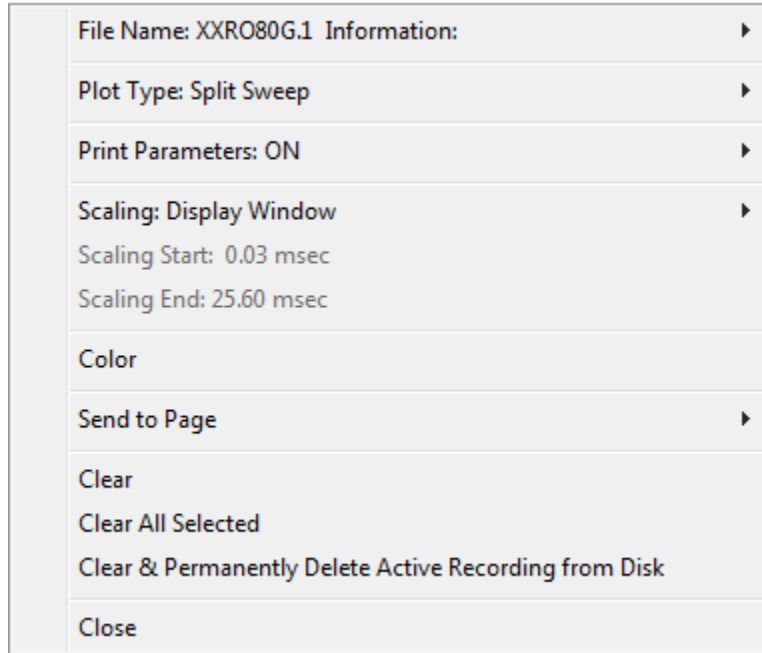 File Name: XXRO80G.1  Information:
Plot Type: Split Sweep
Print Parameters: ON
Scaling: Display Window
Scaling Start:  0.03 msec
Scaling End: 25.60 msec
Color
Send to Page
Clear
Clear All Selected
Clear & Permanently Delete Active Recording from Disk
Close